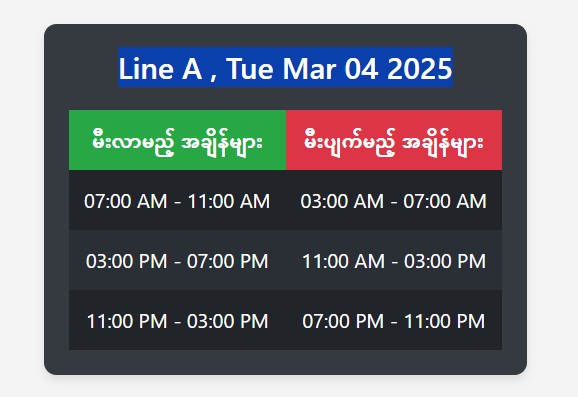 Line A , Tue Mar 04 2025
မီးလာမည့် အချိန်များ မီးပျက်မည့် အချိန်များ
07:00 AM - 11:00 AM 03:00 AM - 07:00 AM
03:00 PM - 07:00 PM 11:00 AM - 03:00 PM
11:00 PM - 03:00 PM 07:00 PM - 11:00 PM